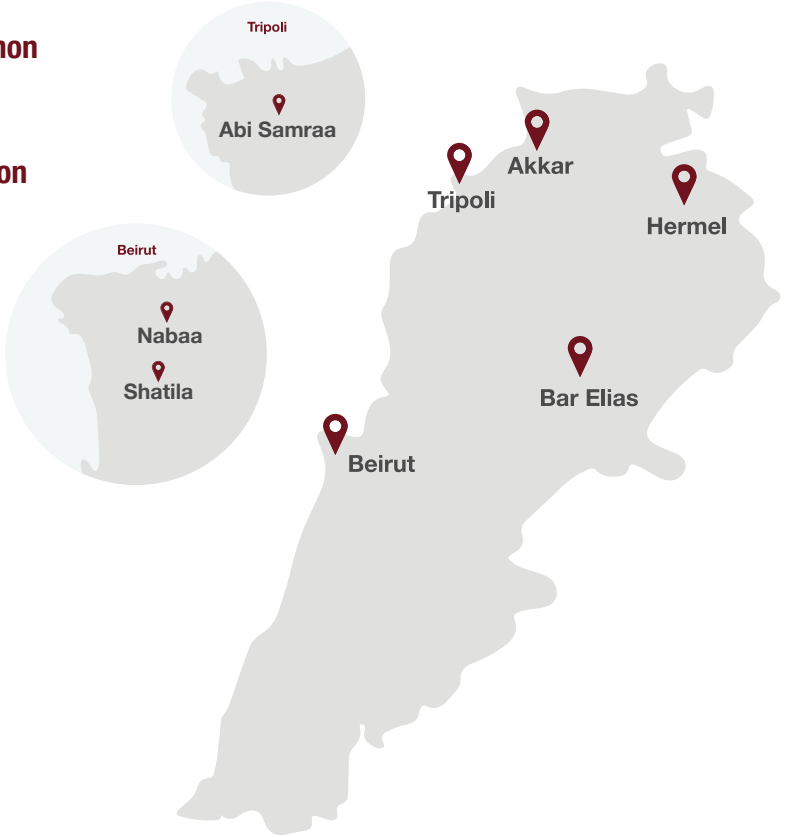 Tripoli
Abi Samraa
Akkar
Tripoli
Hermel
Beirut
Nabaa
Shatila
Bar Elias
Beirut